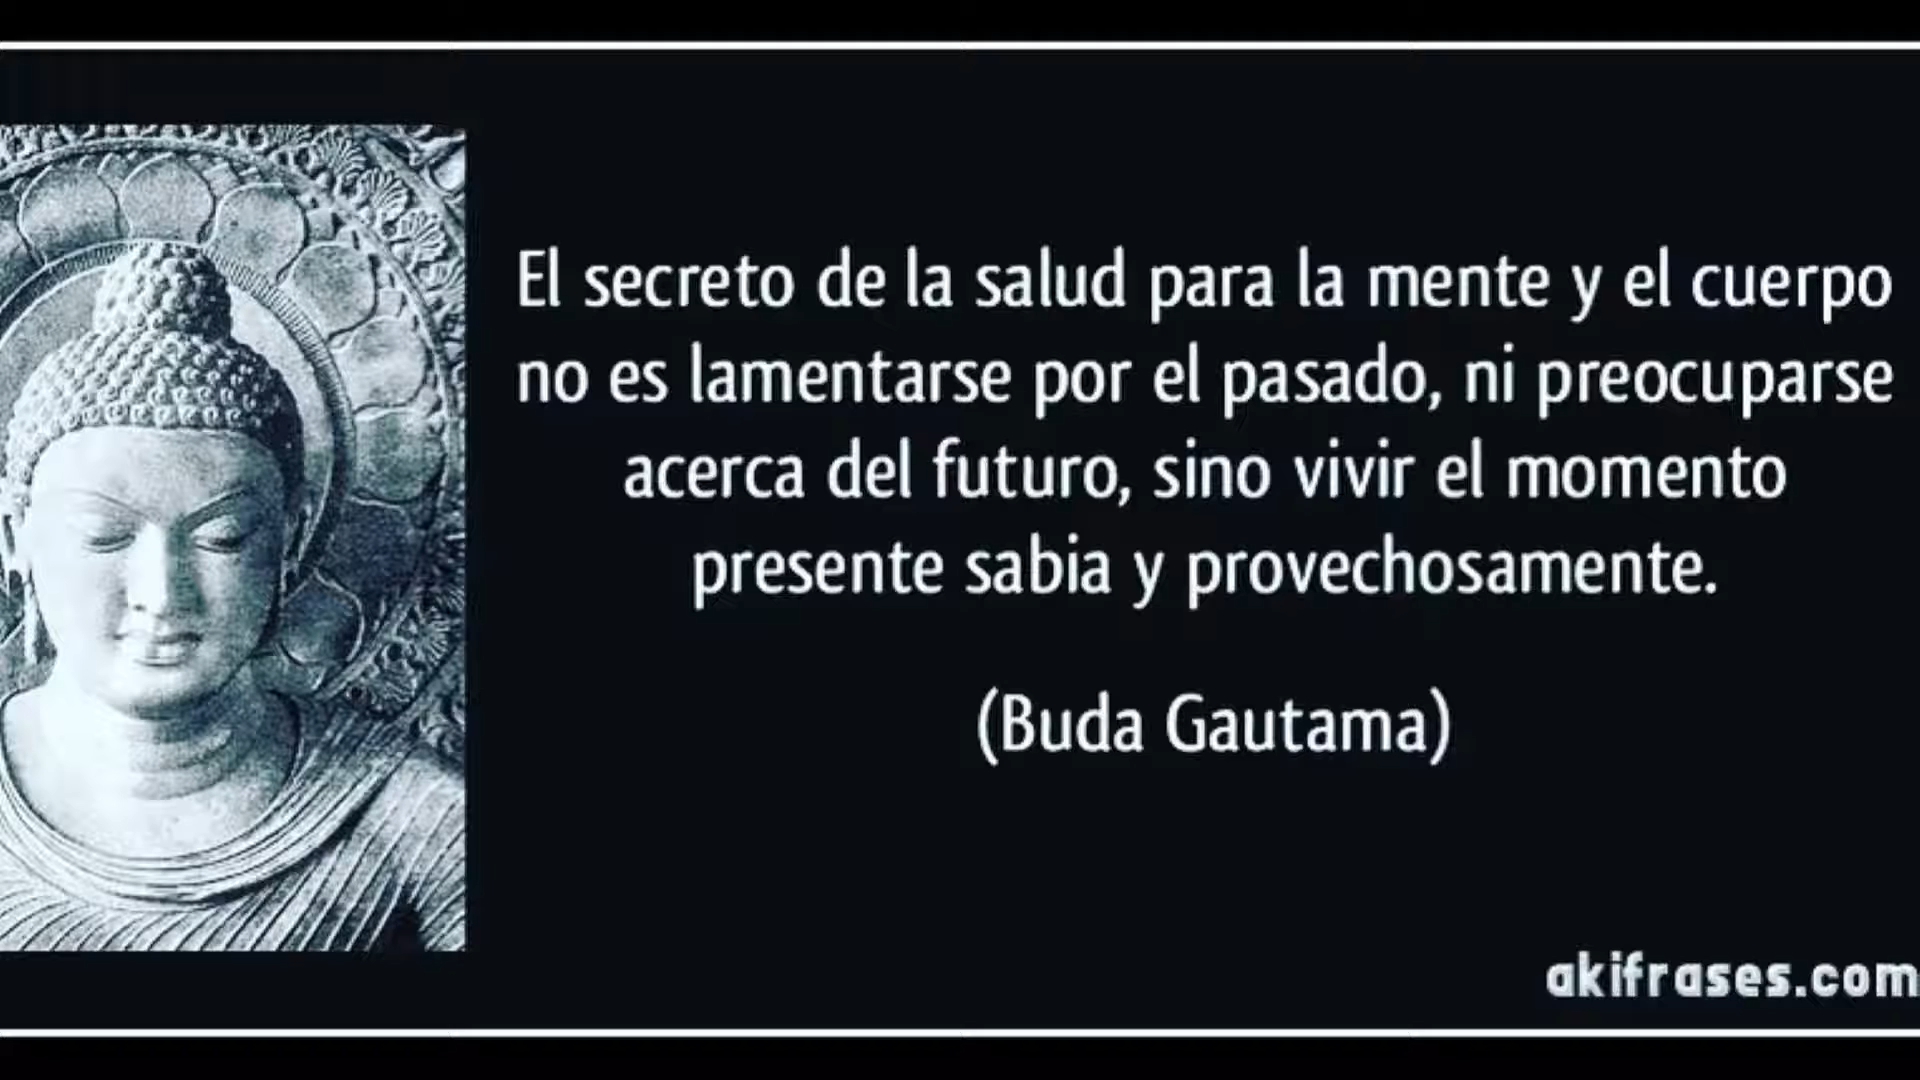 El secreto de la salud para la mente y el cuerpo
no es lamentarse por el pasado, ni preocuparse
acerca del futuro, sino vivir el momento
presente sabia y provechosamente.
(Buda Gautama)
akifrases.com